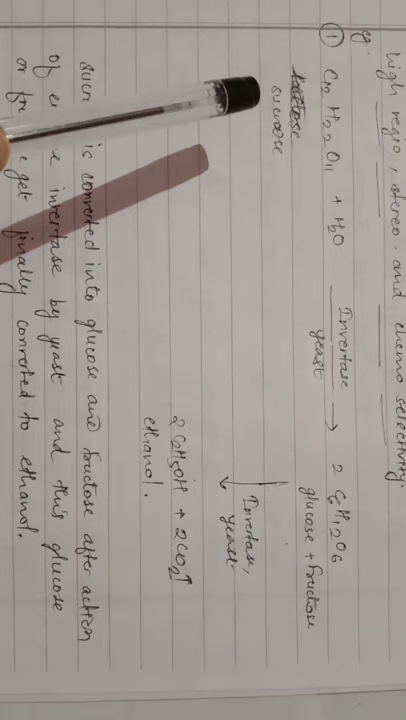 high regio, stereo. and chemo selectivity.
eg.
① C₁₂H₂₂O₁₁ + H₂O Invertase yeast → 2 C₆H₁₂O₆
sucrose glucose + fructose
↓ Invertase, yeast
2 C₂H₅OH + 2CO₂↑
ethanol.
is converted into glucose and fructose after action
of invertase by yeast and this glucose
or get finally converted to ethanol.